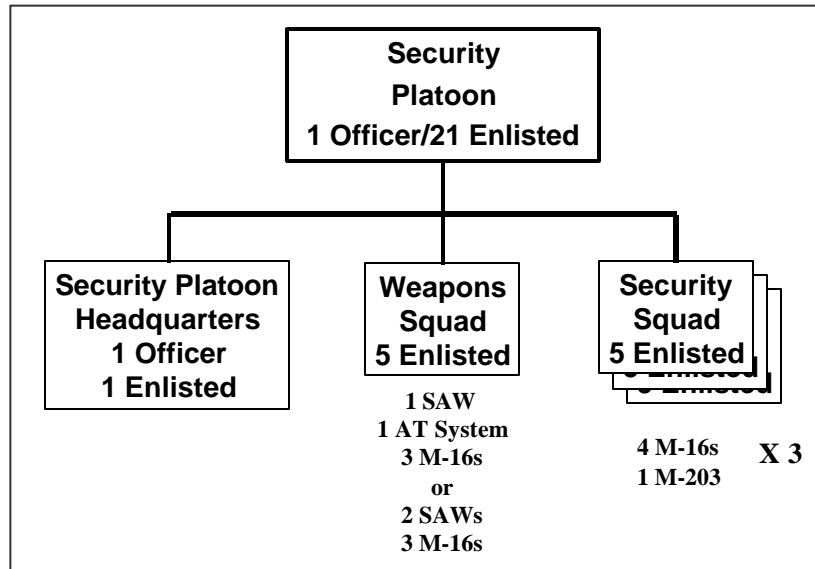 Security
Platoon
1 Officer/21 Enlisted
Security Platoon
Headquarters
1 Officer
1 Enlisted
Weapons
Squad
5 Enlisted
1 SAW
1 AT System
3 M-16s
or
2 SAWs
3 M-16s
Security
Squad
5 Enlisted
4 M-16s
1 M-203
X 3